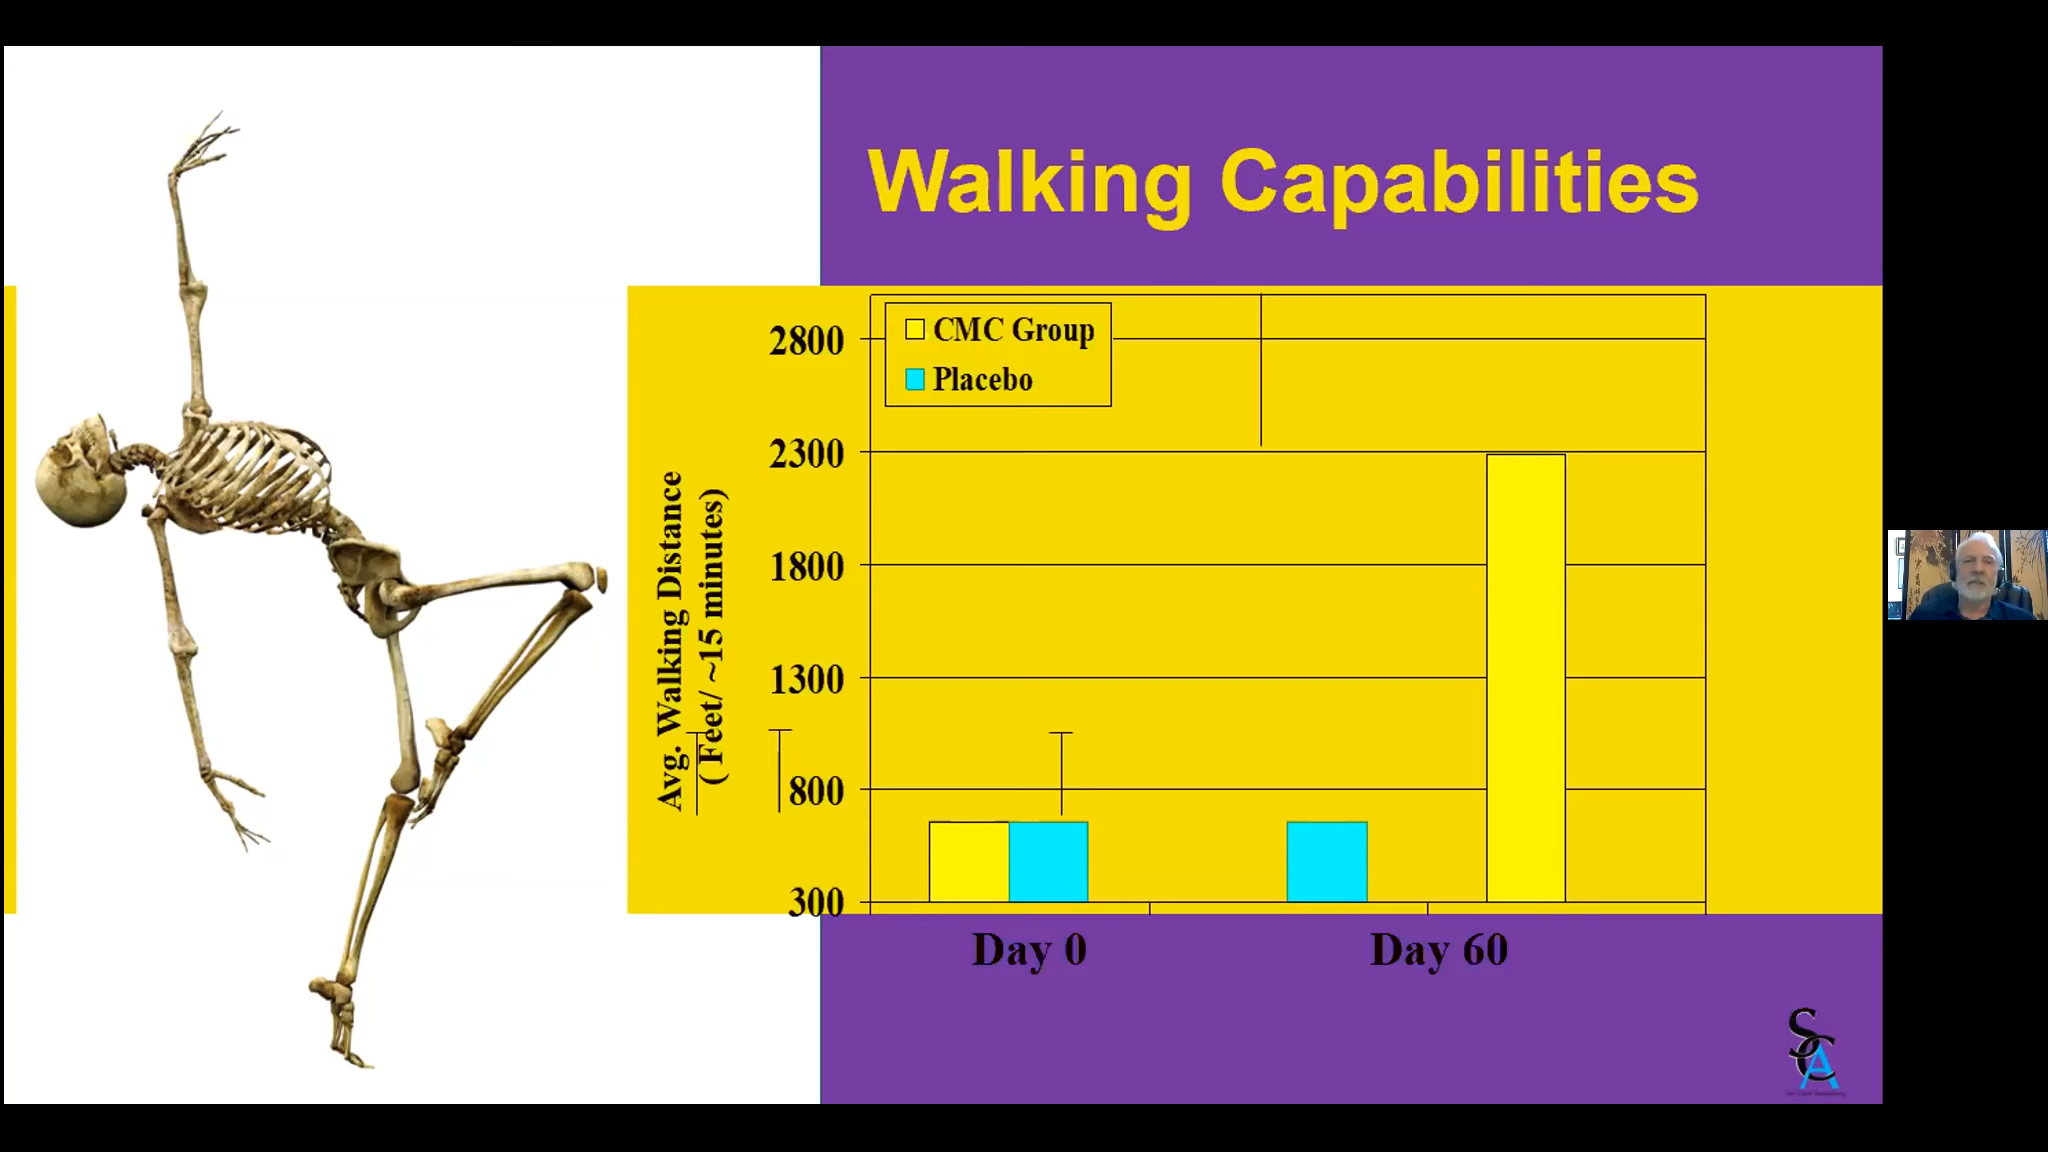 Walking Capabilities
CMC Group
Placebo
2800
2300
1800
1300
800
300
Avg. Walking Distance
( Feet/ ~15 minutes)
Day 0
Day 60
SCA